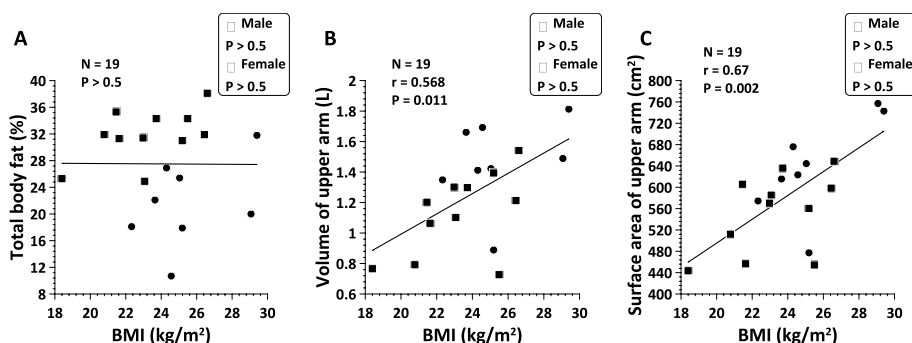 A
N = 19
P > 0.5
Male
P > 0.5
Female
P > 0.5
Total body fat (%)
40
36
32
28
24
20
16
12
8
18 20 22 24 26 28 30
BMI (kg/m²)
B
N = 19
r = 0.568
P = 0.011
Male
P > 0.5
Female
P > 0.5
Volume of upper arm (L)
2
1.8
1.6
1.4
1.2
1
0.8
0.6
18 20 22 24 26 28 30
BMI (kg/m²)
C
N = 19
r = 0.67
P = 0.002
Male
P > 0.5
Female
P > 0.5
Surface area of upper arm (cm²)
800
760
640
600
560
520
480
440
400
18 20 22 24 26 28 30
BMI (kg/m²)